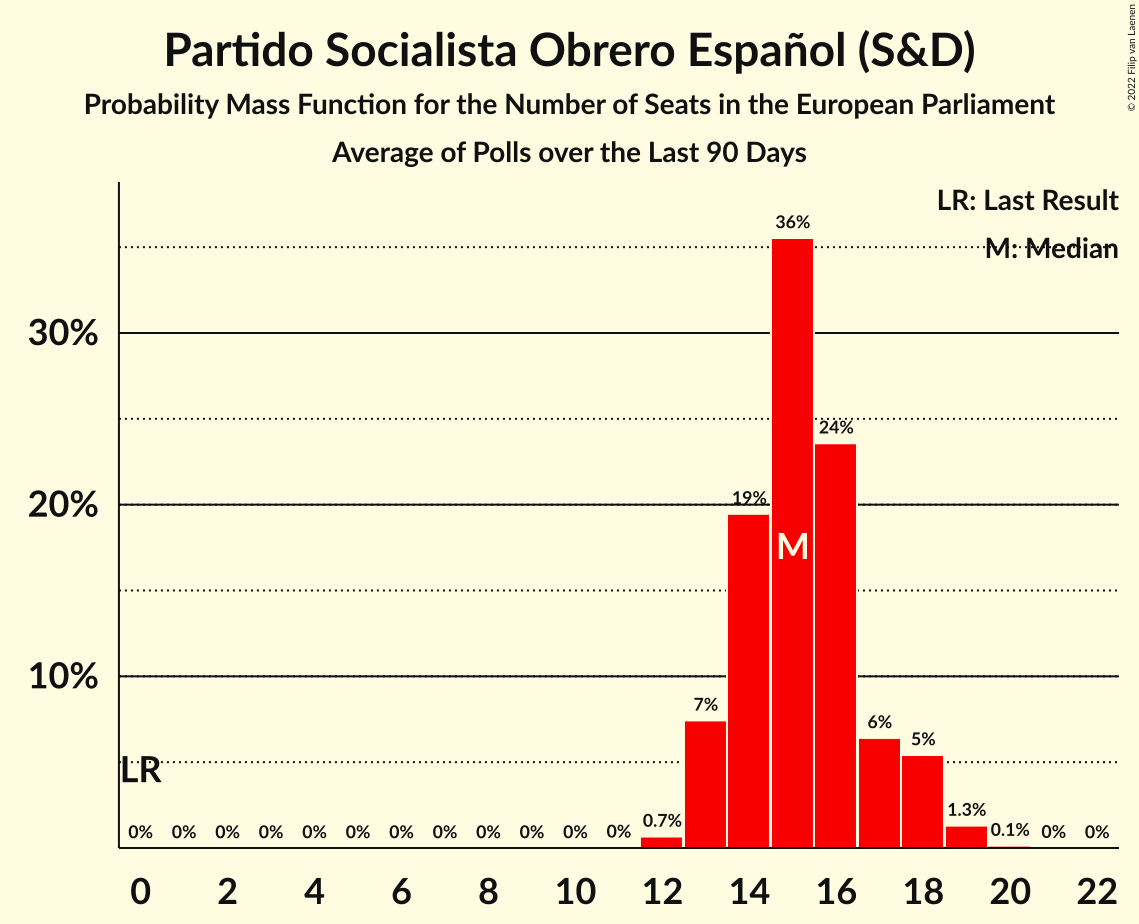 Partido Socialista Obrero Español (S&D)
Probability Mass Function for the Number of Seats in the European Parliament
Average of Polls over the Last 90 Days
© 2022 Filip van Laenen
LR: Last Result
M: Median
36%
30%
24%
20%
19%
M
10%
7%
6%
5%
LR
0% 0% 0% 0% 0% 0% 0% 0% 0% 0% 0% 0% 0.7% 1.3% 0.1% 0% 0%
0 2 4 6 8 10 12 14 16 18 20 22